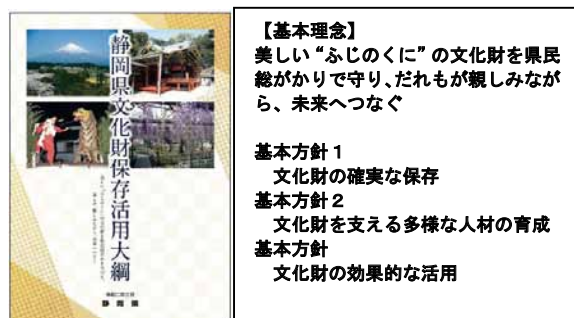 静岡県文化財保存活用大綱
静岡県
【基本理念】
美しい“ふじのくに”の文化財を県民
総がかりで守り、だれもが親しみなが
ら、未来へつなぐ
基本方針１
文化財の確実な保存
基本方針２
文化財を支える多様な人材の育成
基本方針
文化財の効果的な活用